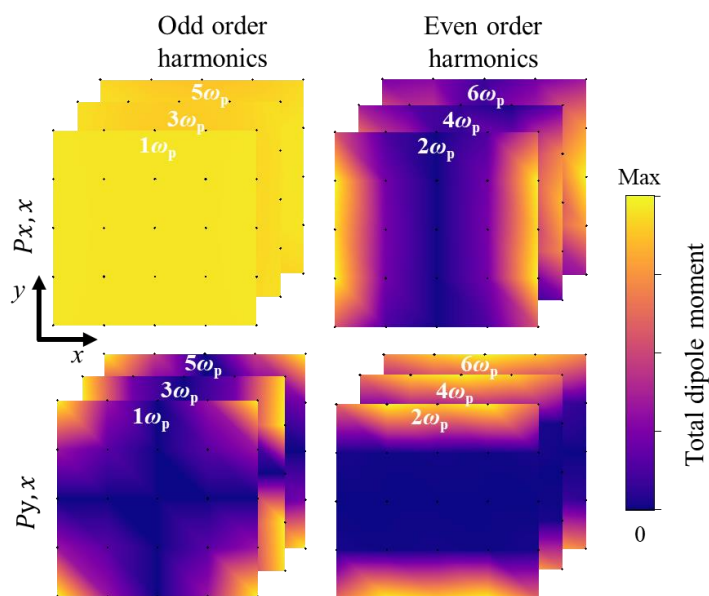 Odd order
harmonics
Even order
harmonics
5ωp
3ωp
1ωp
6ωp
4ωp
2ωp
Px, x
y
x
Max
Total dipole moment
0
5ωp
3ωp
1ωp
6ωp
4ωp
2ωp
Py, x